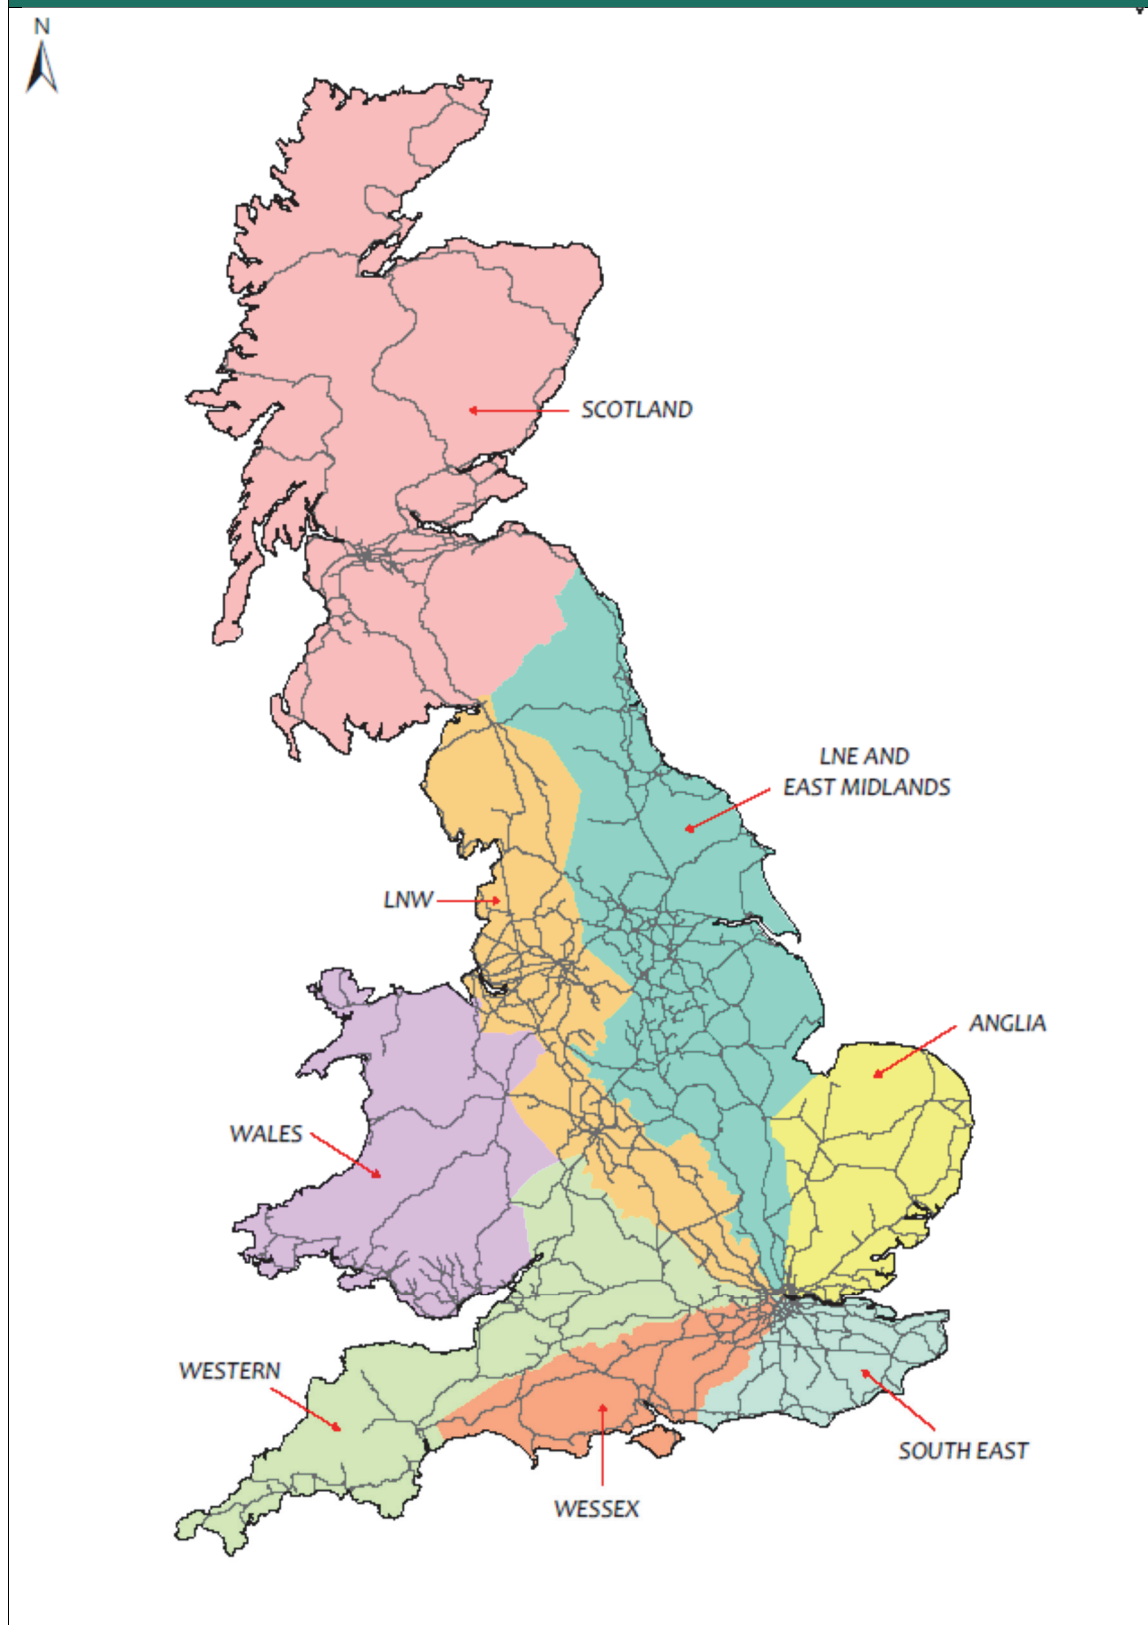 N
SCOTLAND
LNE AND
EAST MIDLANDS
LNW
ANGLIA
WALES
WESTERN
SOUTH EAST
WESSEX